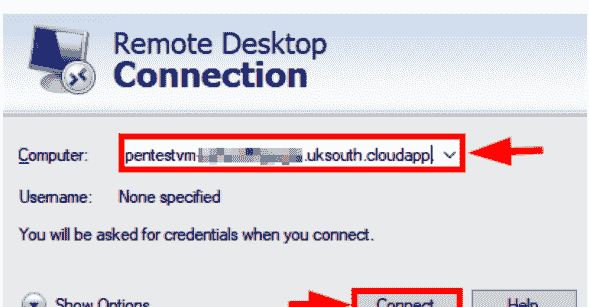 Remote Desktop
Connection
Computer: pentestvm .uksouth.cloudapp.
Username: None specified
You will be asked for credentials when you connect.
Show Options Connect Help